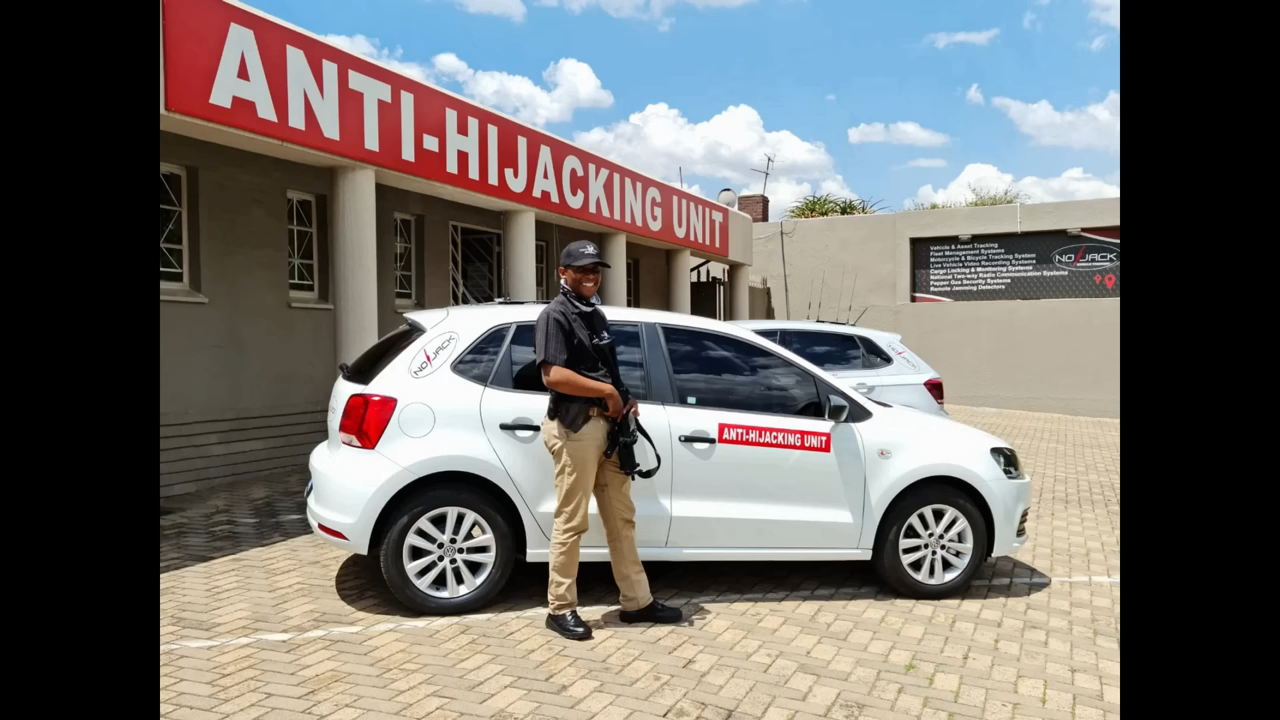 ANTI-HIJACKING UNIT
Vehicle & Asset Tracking
Fleet Management Systems
Motorcycle & Bicycle Tracking System
Live Vehicle Video Recording Systems
Cargo Locking & Monitoring Systems
National Two-way Radio Communication Systems
Pepper Gas Security Systems
Remote Jamming Detectors
NO JACK
NO JACK
ANTI-HIJACKING UNIT